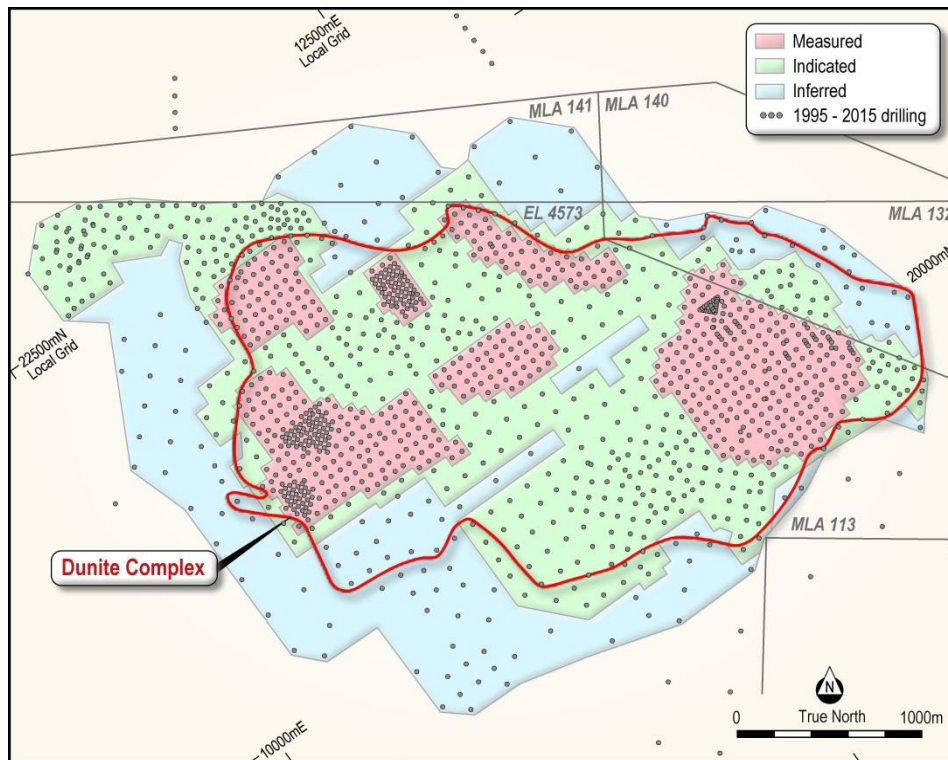 12500mE
Local Grid
Measured
Indicated
Inferred
1995 - 2015 drilling
MLA 141
MLA 140
EL 4573
MLA 132
20000mN
22500mN
Local Grid
MLA 113
Dunite Complex
N
True North
0
1000m
10000mE